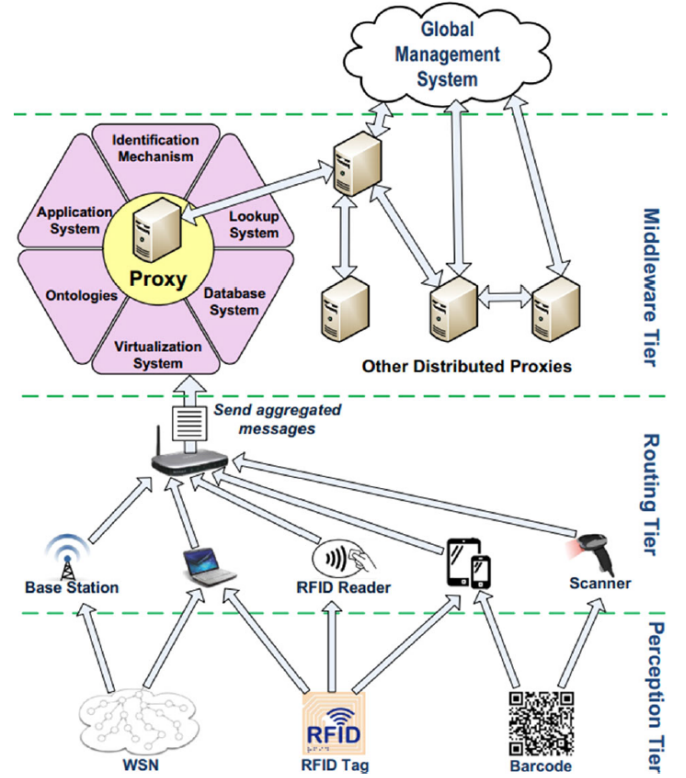 Global
Management
System
Identification
Mechanism
Application
System
Lookup
System
Proxy
Ontologies
Database
System
Virtualization
System
Other Distributed Proxies
Middleware Tier
Send aggregated
messages
Routing Tier
Base Station
RFID Reader
Scanner
Perception Tier
WSN
RFID
RFID Tag
Barcode